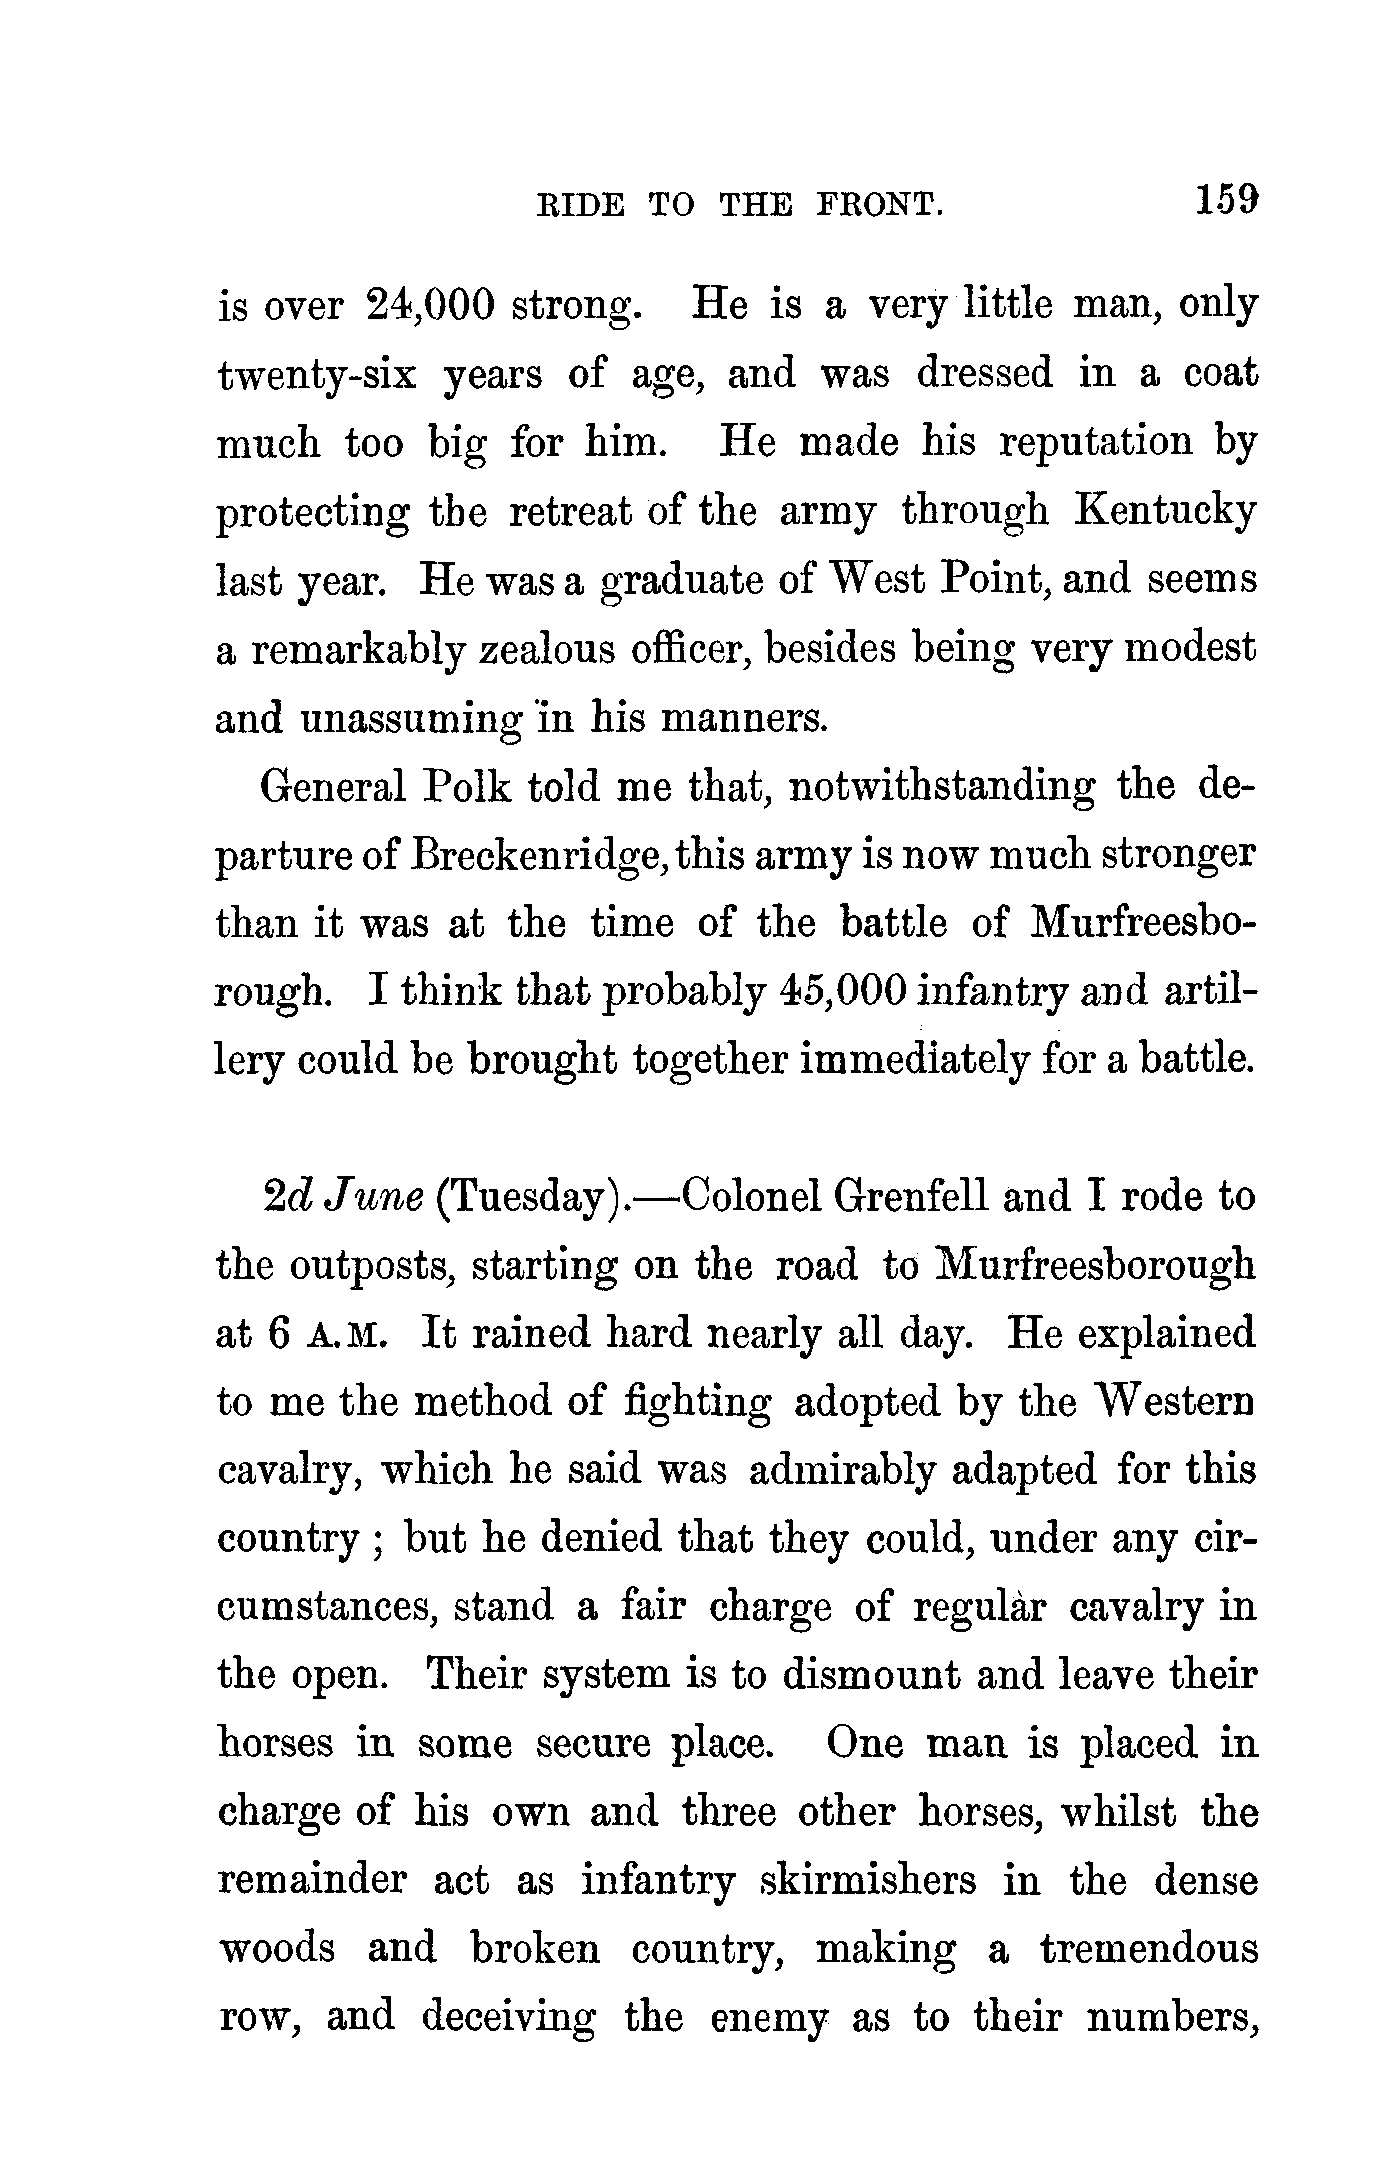 RIDE TO THE FRONT. 159
is over 24,000 strong. He is a very little man, only
twenty-six years of age, and was dressed in a coat
much too big for him. He made his reputation by
protecting the retreat of the army through Kentucky
last year. He was a graduate of West Point, and seems
a remarkably zealous officer, besides being very modest
and unassuming in his manners.
General Polk told me that, notwithstanding the de-
parture of Breckenridge, this army is now much stronger
than it was at the time of the battle of Murfreesbo-
rough. I think that probably 45,000 infantry and artil-
lery could be brought together immediately for a battle.
2d June (Tuesday).—Colonel Grenfell and I rode to
the outposts, starting on the road to Murfreesborough
at 6 A.M. It rained hard nearly all day. He explained
to me the method of fighting adopted by the Western
cavalry, which he said was admirably adapted for this
country ; but he denied that they could, under any cir-
cumstances, stand a fair charge of regular cavalry in
the open. Their system is to dismount and leave their
horses in some secure place. One man is placed in
charge of his own and three other horses, whilst the
remainder act as infantry skirmishers in the dense
woods and broken country, making a tremendous
row, and deceiving the enemy as to their numbers,